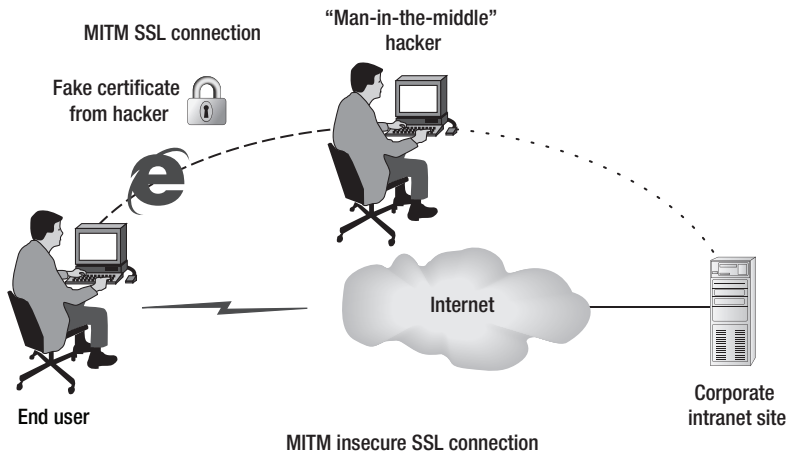 MITM SSL connection
“Man-in-the-middle”
hacker
Fake certificate
from hacker
Internet
End user
Corporate
intranet site
MITM insecure SSL connection